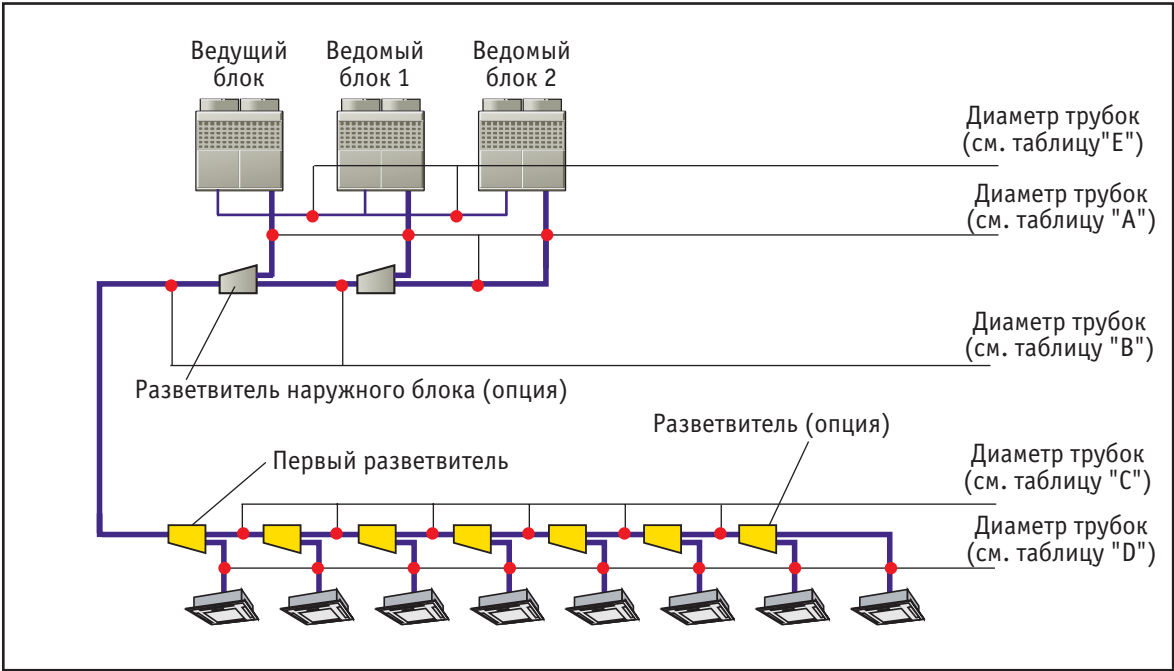 Ведущий
блок
Ведомый
блок 1
Ведомый
блок 2
Диаметр трубок
(см. таблицу"E")
Диаметр трубок
(см. таблицу "A")
Диаметр трубок
(см. таблицу "B")
Разветвитель наружного блока (опция)
Разветвитель (опция)
Первый разветвитель
Диаметр трубок
(см. таблицу "C")
Диаметр трубок
(см. таблицу "D")